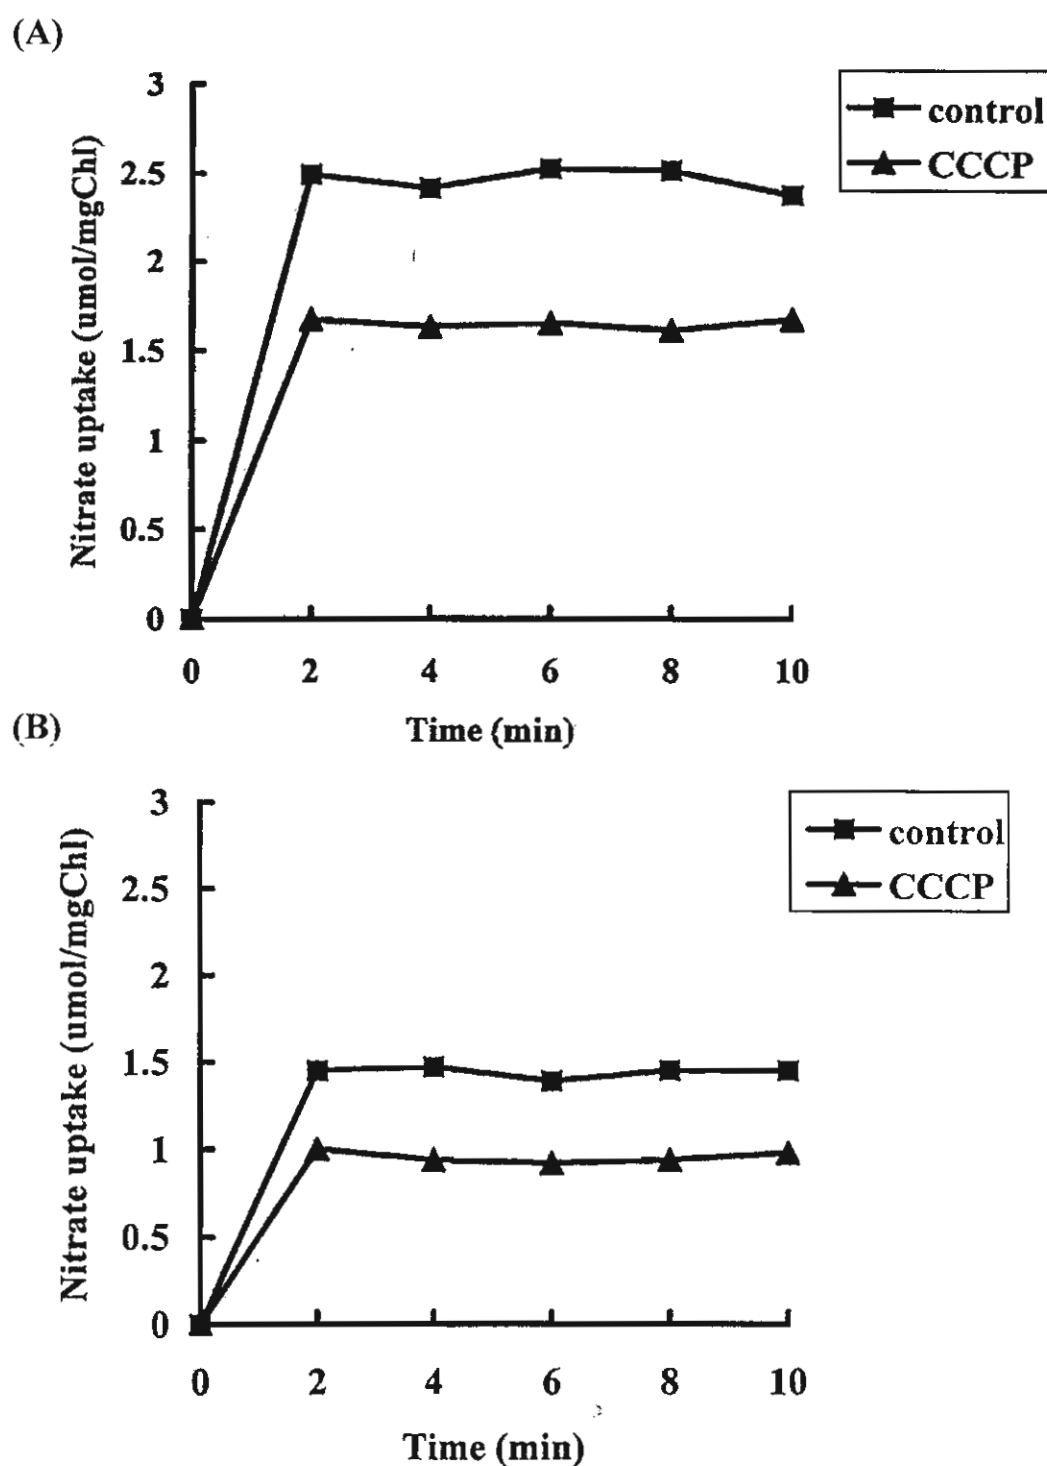 (A)
3
2.5
2
1.5
1
0.5
0
Nitrate uptake (umol/mgChl)
control
CCCP
0 2 4 6 8 10
Time (min)
(B)
3
2.5
2
1.5
1
0.5
0
Nitrate uptake (umol/mgChl)
control
CCCP
0 2 4 6 8 10
Time (min)